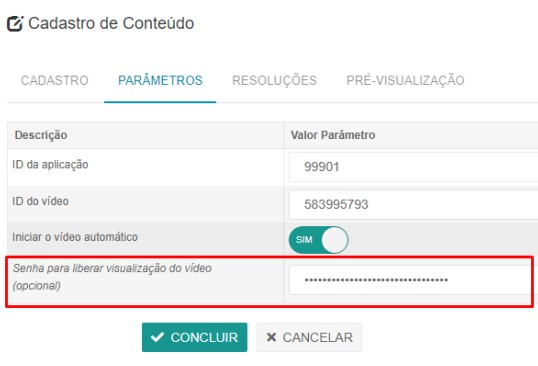 Cadastro de Conteúdo
CADASTRO PARÂMETROS RESOLUÇÕES PRÉ-VISUALIZAÇÃO
Descrição Valor Parâmetro
ID da aplicação 99901
ID do vídeo 583995793
Iniciar o vídeo automático SIM
Senha para liberar visualização do vídeo
(opcional) ••••••••••••••••••••••••••••••••
CONCLUIR CANCELAR